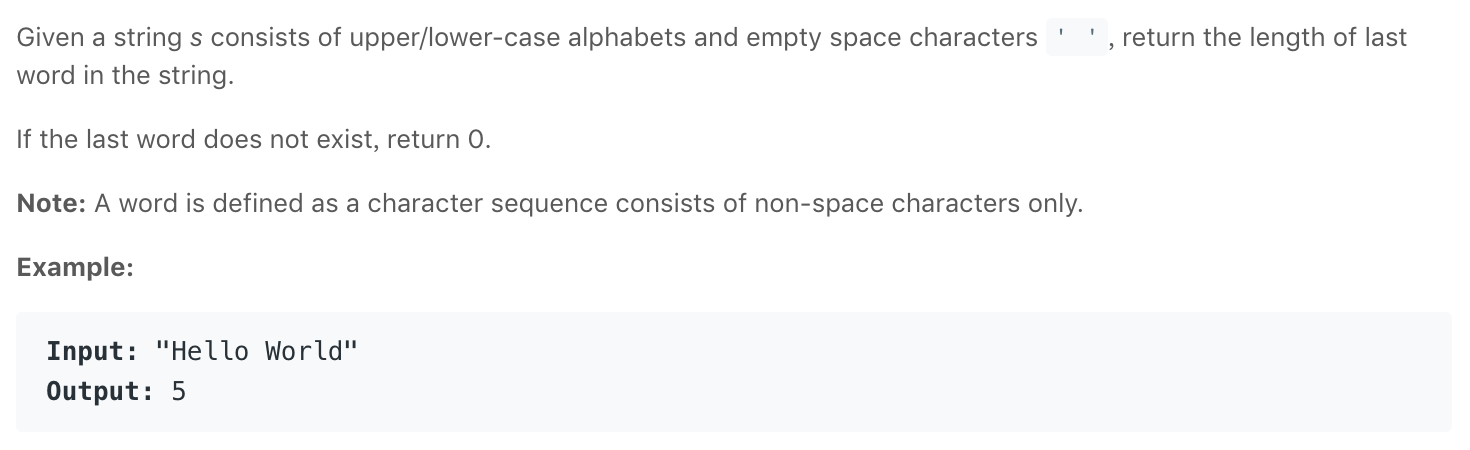 Given a string s consists of upper/lower-case alphabets and empty space characters ' ', return the length of last
word in the string.
If the last word does not exist, return 0.
Note: A word is defined as a character sequence consists of non-space characters only.
Example:
Input: "Hello World"
Output: 5